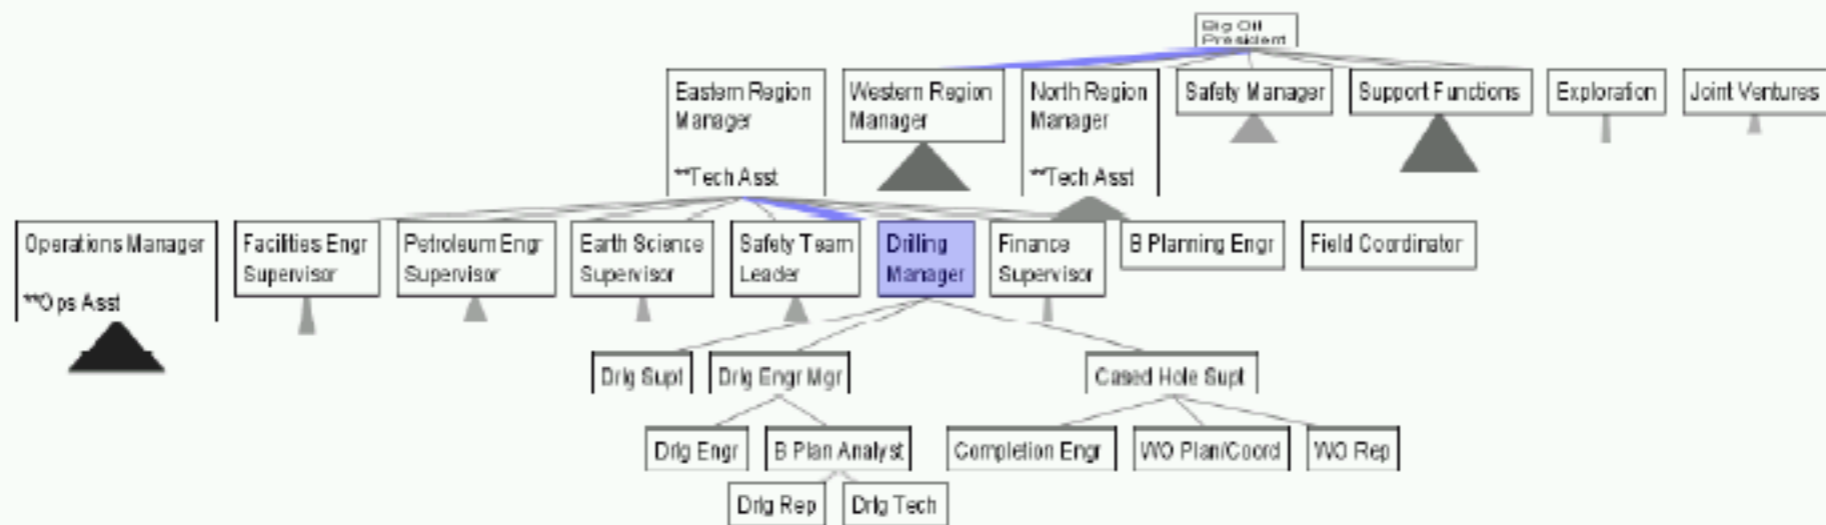 Big Oil
President
Eastern Region
Manager
**Tech Asst
Western Region
Manager
North Region
Manager
**Tech Asst
Safety Manager
Support Functions
Exploration
Joint Ventures
Operations Manager
**Ops Asst
Facilities Engr
Supervisor
Petroleum Engr
Supervisor
Earth Science
Supervisor
Safety Team
Leader
Drilling
Manager
Finance
Supervisor
B Planning Engr
Field Coordinator
Drlg Supt
Drlg Engr Mgr
Cased Hole Supt
Drlg Engr
B Plan Analyst
Completion Engr
WO Plan/Coord
WO Rep
Drlg Rep
Drlg Tech